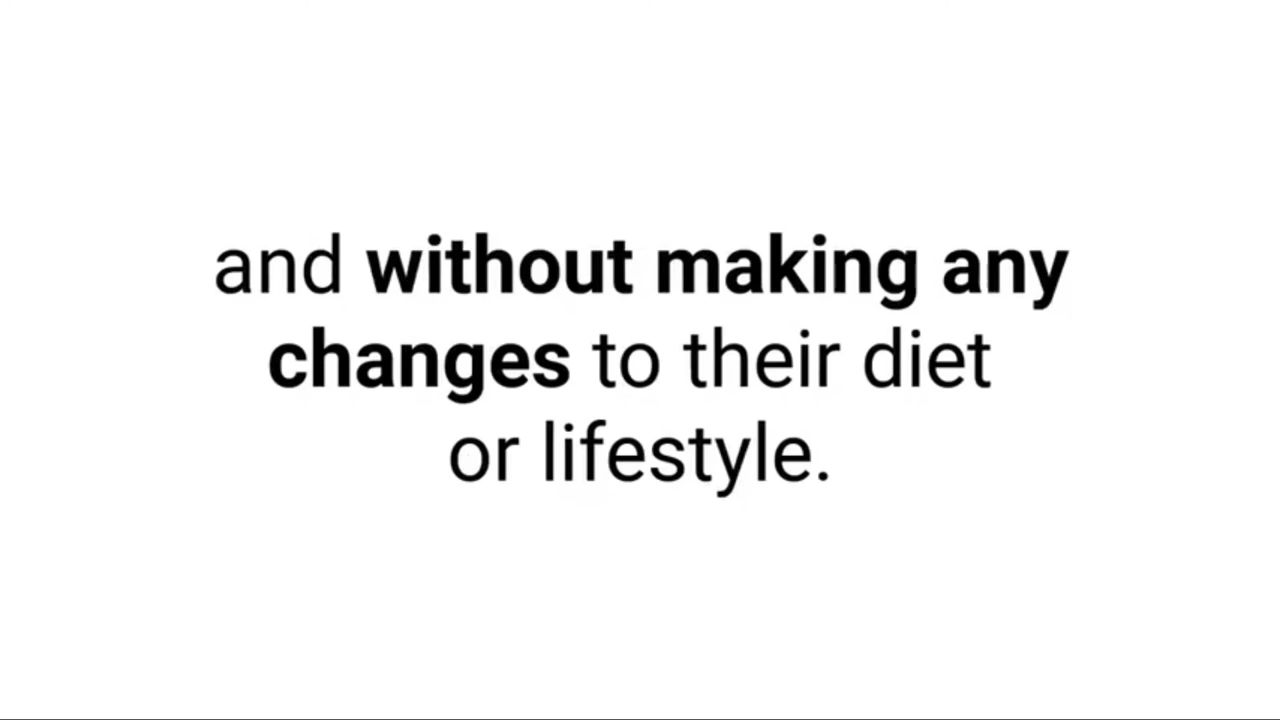 and without making any
changes to their diet
or lifestyle.